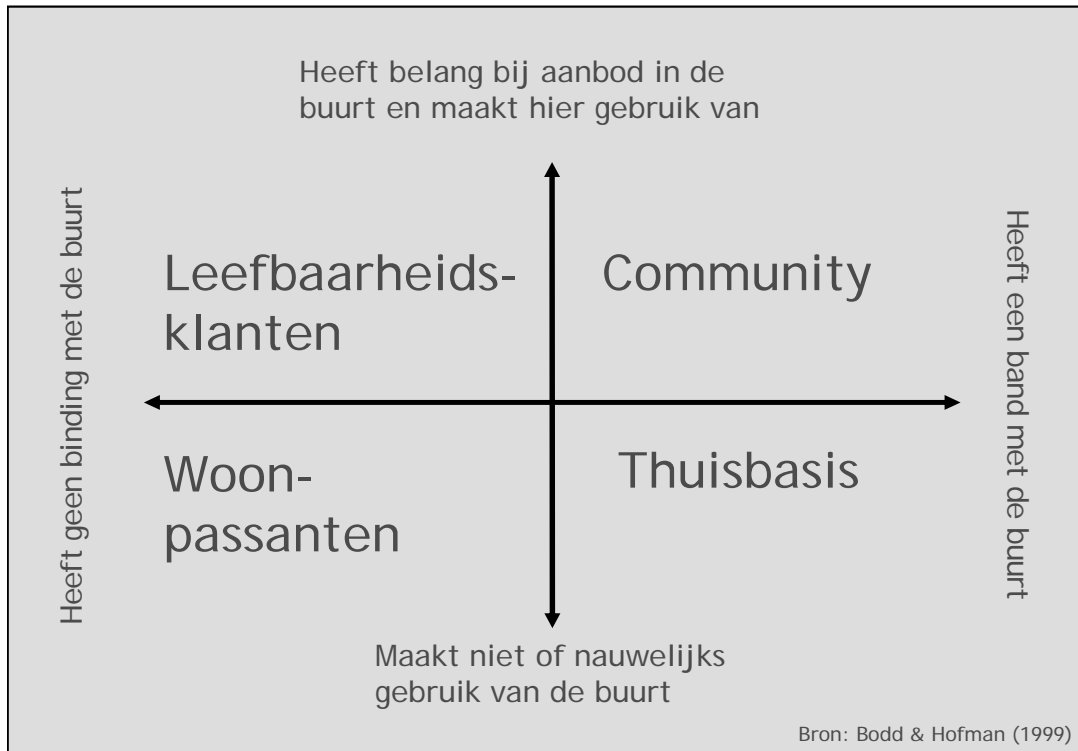 Heeft belang bij aanbod in de
buurt en maakt hier gebruik van
Heeft geen binding met de buurt
Leefbaarheids-
klanten
Community
Heeft een band met de buurt
Woon-
passanten
Thuisbasis
Maakt niet of nauwelijks
gebruik van de buurt
Bron: Bodd & Hofman (1999)